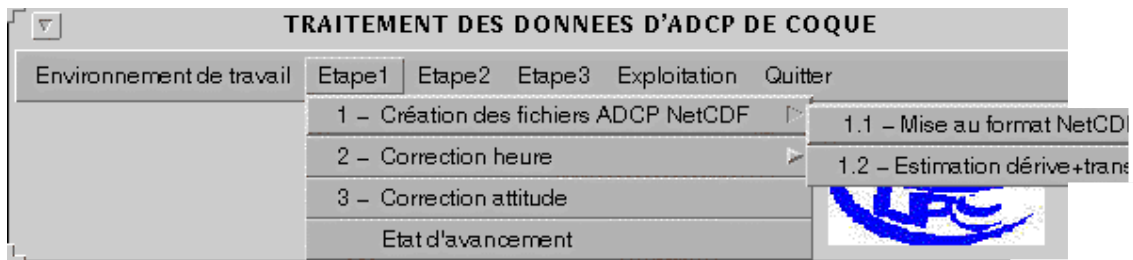 TRAITEMENT DES DONNEES D'ADCP DE COQUE
Environnement de travail Etape1 Etape2 Etape3 Exploitation Quitter
1 – Création des fichiers ADCP NetCDF
1.1 – Mise au format NetCD
2 – Correction heure
1.2 – Estimation dérive+trans
3 – Correction attitude
Etat d'avancement